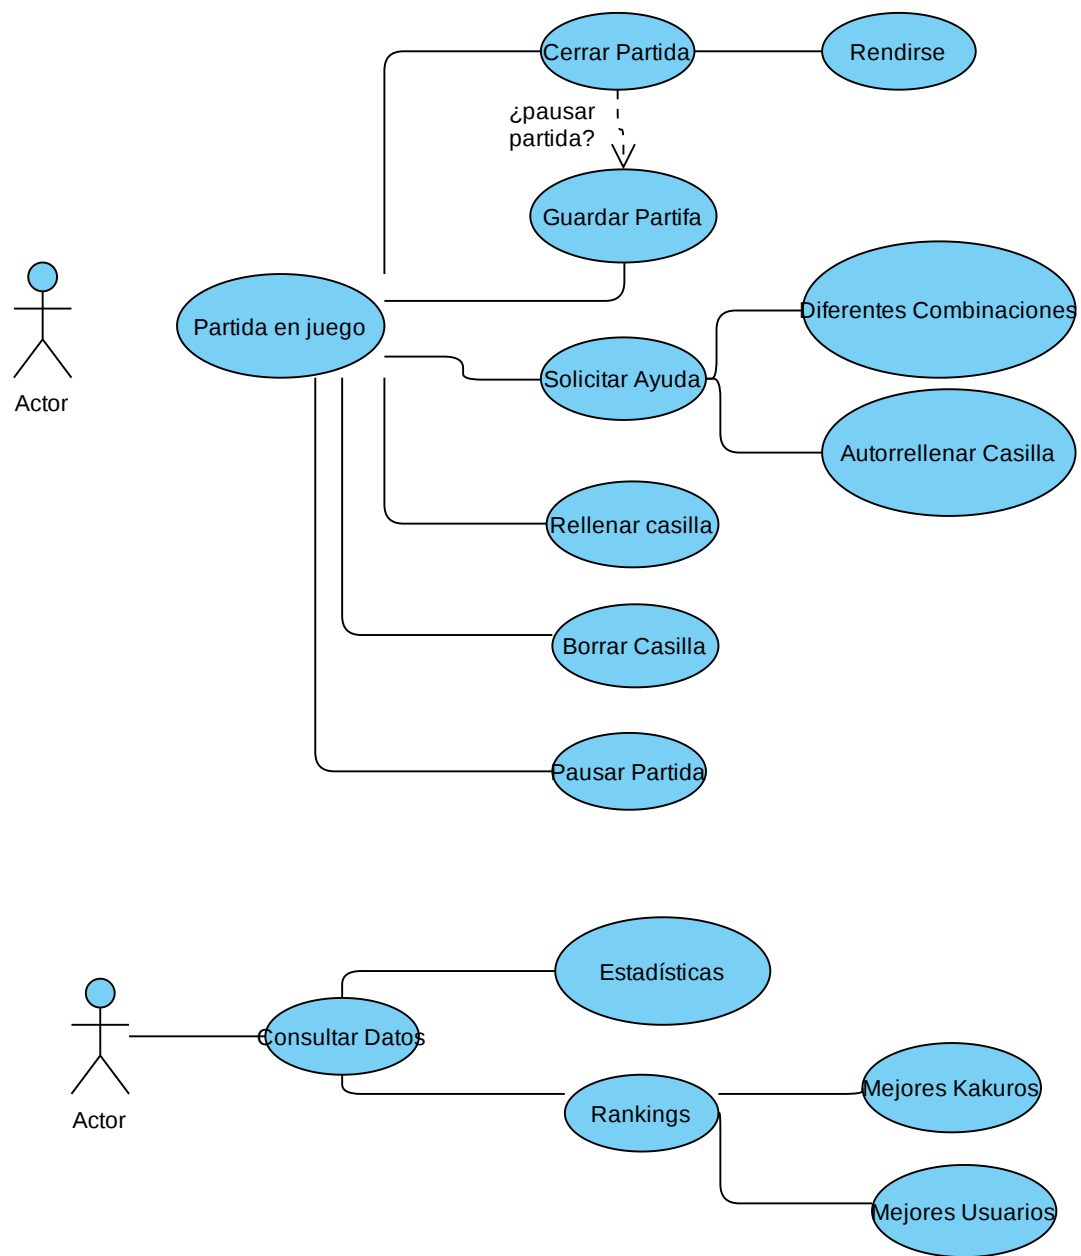 Cerrar Partida
Rendirse
¿pausar
partida?
Guardar Partifa
Partida en juego
Diferentes Combinaciones
Solicitar Ayuda
Actor
Autorrellenar Casilla
Rellenar casilla
Borrar Casilla
Pausar Partida
Estadísticas
Consultar Datos
Mejores Kakuros
Rankings
Actor
Mejores Usuarios